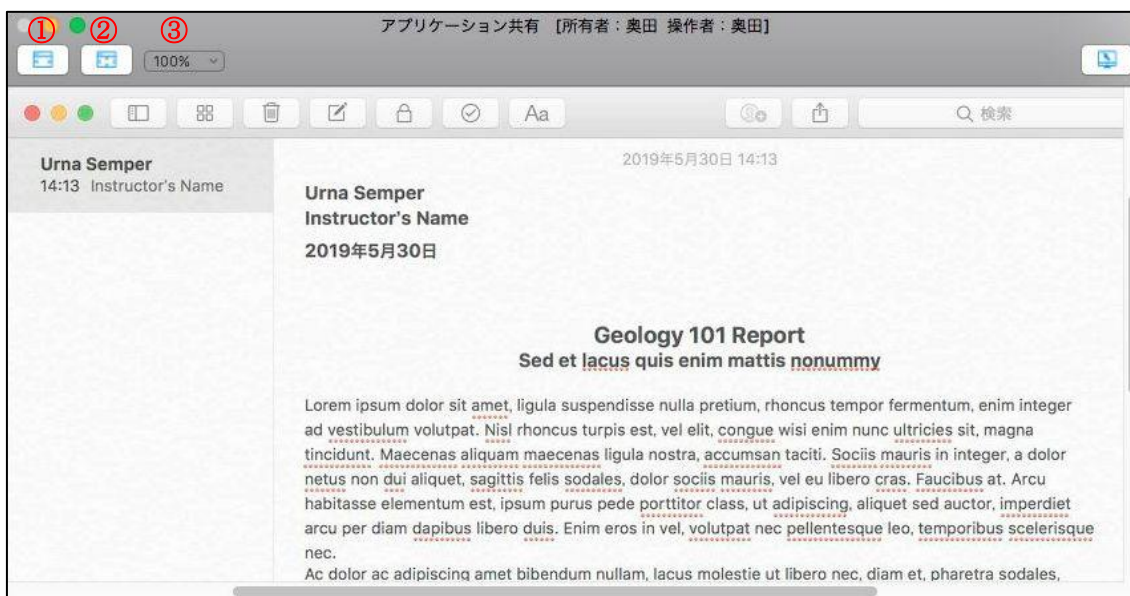 アプリケーション共有 [所有者：奥田 操作者：奥田]
① ② ③
100%
Aa
検索
Urna Semper
14:13 Instructor's Name
2019年5月30日 14:13
Urna Semper
Instructor's Name
2019年5月30日
Geology 101 Report
Sed et lacus quis enim mattis nonummy
Lorem ipsum dolor sit amet, ligula suspendisse nulla pretium, rhoncus tempor fermentum, enim integer
ad vestibulum volutpat. Nisl rhoncus turpis est, vel elit, congue wisi enim nunc ultricies sit, magna
tincidunt. Maecenas aliquam maecenas ligula nostra, accumsan taciti. Sociis mauris in integer, a dolor
netus non dui aliquet, sagittis felis sodales, dolor sociis mauris, vel eu libero cras. Faucibus at. Arcu
habitasse elementum est, ipsum purus pede porttitor class, ut adipiscing, aliquet sed auctor, imperdiet
arcu per diam dapibus libero duis. Enim eros in vel, volutpat nec pellentesque leo, temporibus scelerisque
nec.
Ac dolor ac adipiscing amet bibendum nullam, lacus molestie ut libero nec, diam et, pharetra sodales,